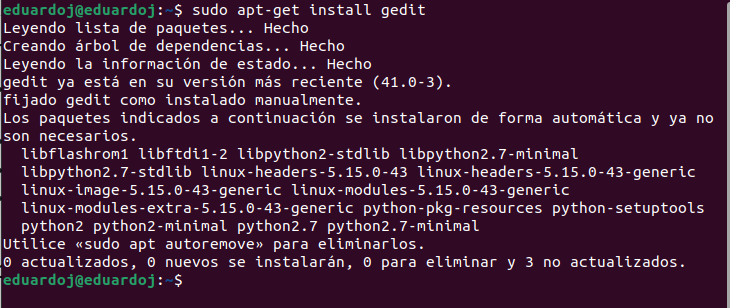 eduardoj@eduardoj:~$ sudo apt-get install gedit
Leyendo lista de paquetes... Hecho
Creando árbol de dependencias... Hecho
Leyendo la información de estado... Hecho
gedit ya está en su versión más reciente (41.0-3).
fijado gedit como instalado manualmente.
Los paquetes indicados a continuación se instalaron de forma automática y ya no
son necesarios.
  libflashrom1 libftdi1-2 libpython2-stdlib libpython2.7-minimal
  libpython2.7-stdlib linux-headers-5.15.0-43 linux-headers-5.15.0-43-generic
  linux-image-5.15.0-43-generic linux-modules-5.15.0-43-generic
  linux-modules-extra-5.15.0-43-generic python-pkg-resources python-setuptools
  python2 python2-minimal python2.7 python2.7-minimal
Utilice «sudo apt autoremove» para eliminarlos.
0 actualizados, 0 nuevos se instalarán, 0 para eliminar y 3 no actualizados.
eduardoj@eduardoj:~$